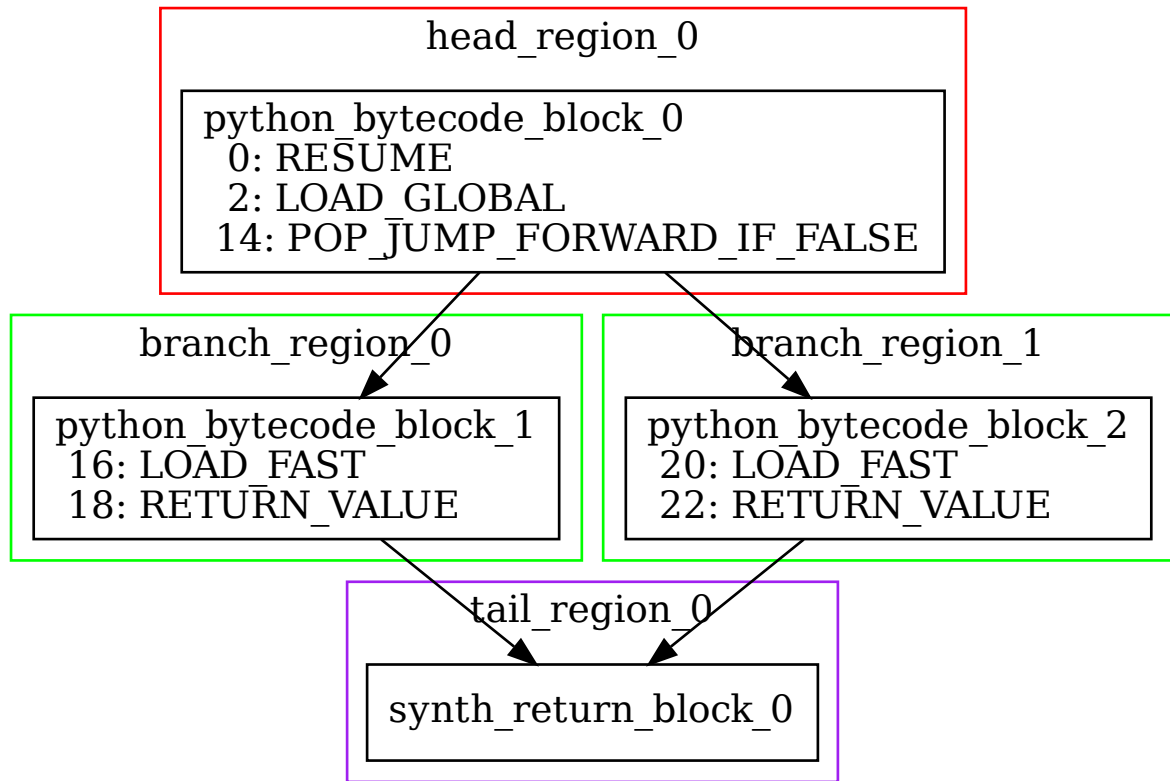 head_region_0
python_bytecode_block_0
0: RESUME
2: LOAD_GLOBAL
14: POP_JUMP_FORWARD_IF_FALSE
branch_region_0
python_bytecode_block_1
16: LOAD_FAST
18: RETURN_VALUE
branch_region_1
python_bytecode_block_2
20: LOAD_FAST
22: RETURN_VALUE
tail_region_0
synth_return_block_0